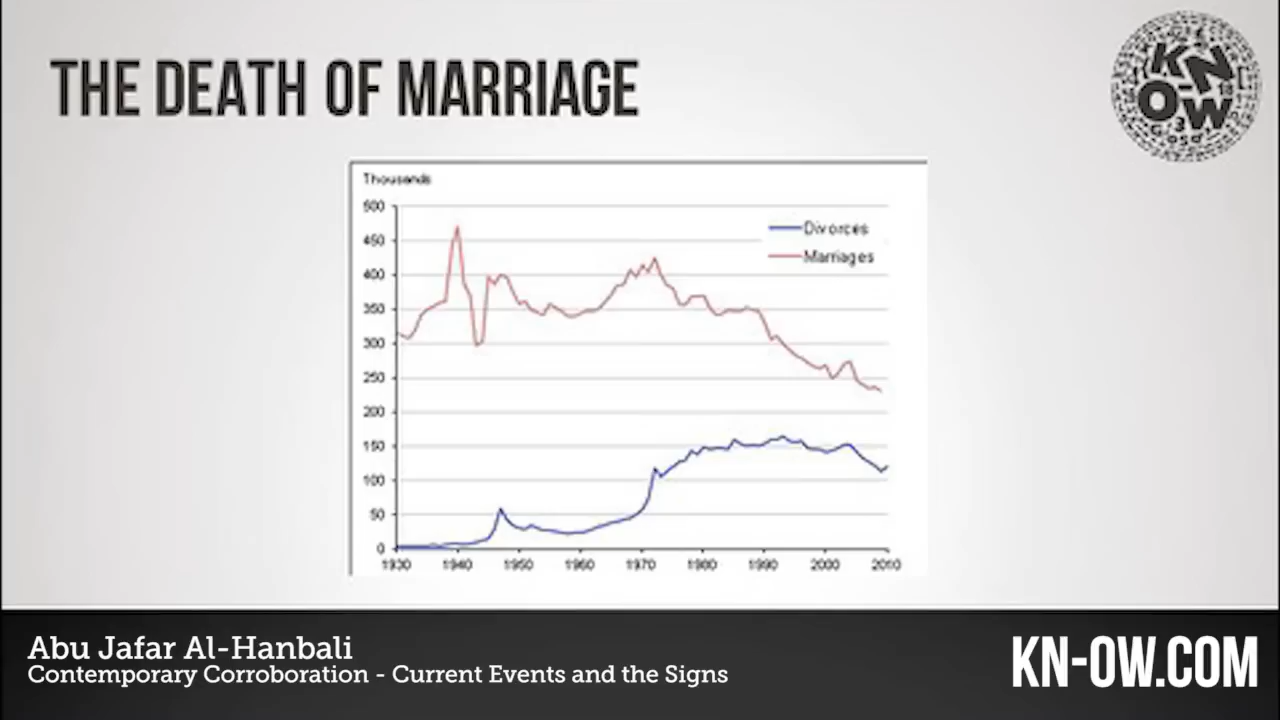 THE DEATH OF MARRIAGE
KN-OW
Thousands
500
450
400
350
300
250
200
150
100
50
0
Divorces
Marriages
1930 1940 1950 1960 1970 1980 1990 2000 2010
Abu Jafar Al-Hanbali
Contemporary Corroboration - Current Events and the Signs
KN-OW.COM